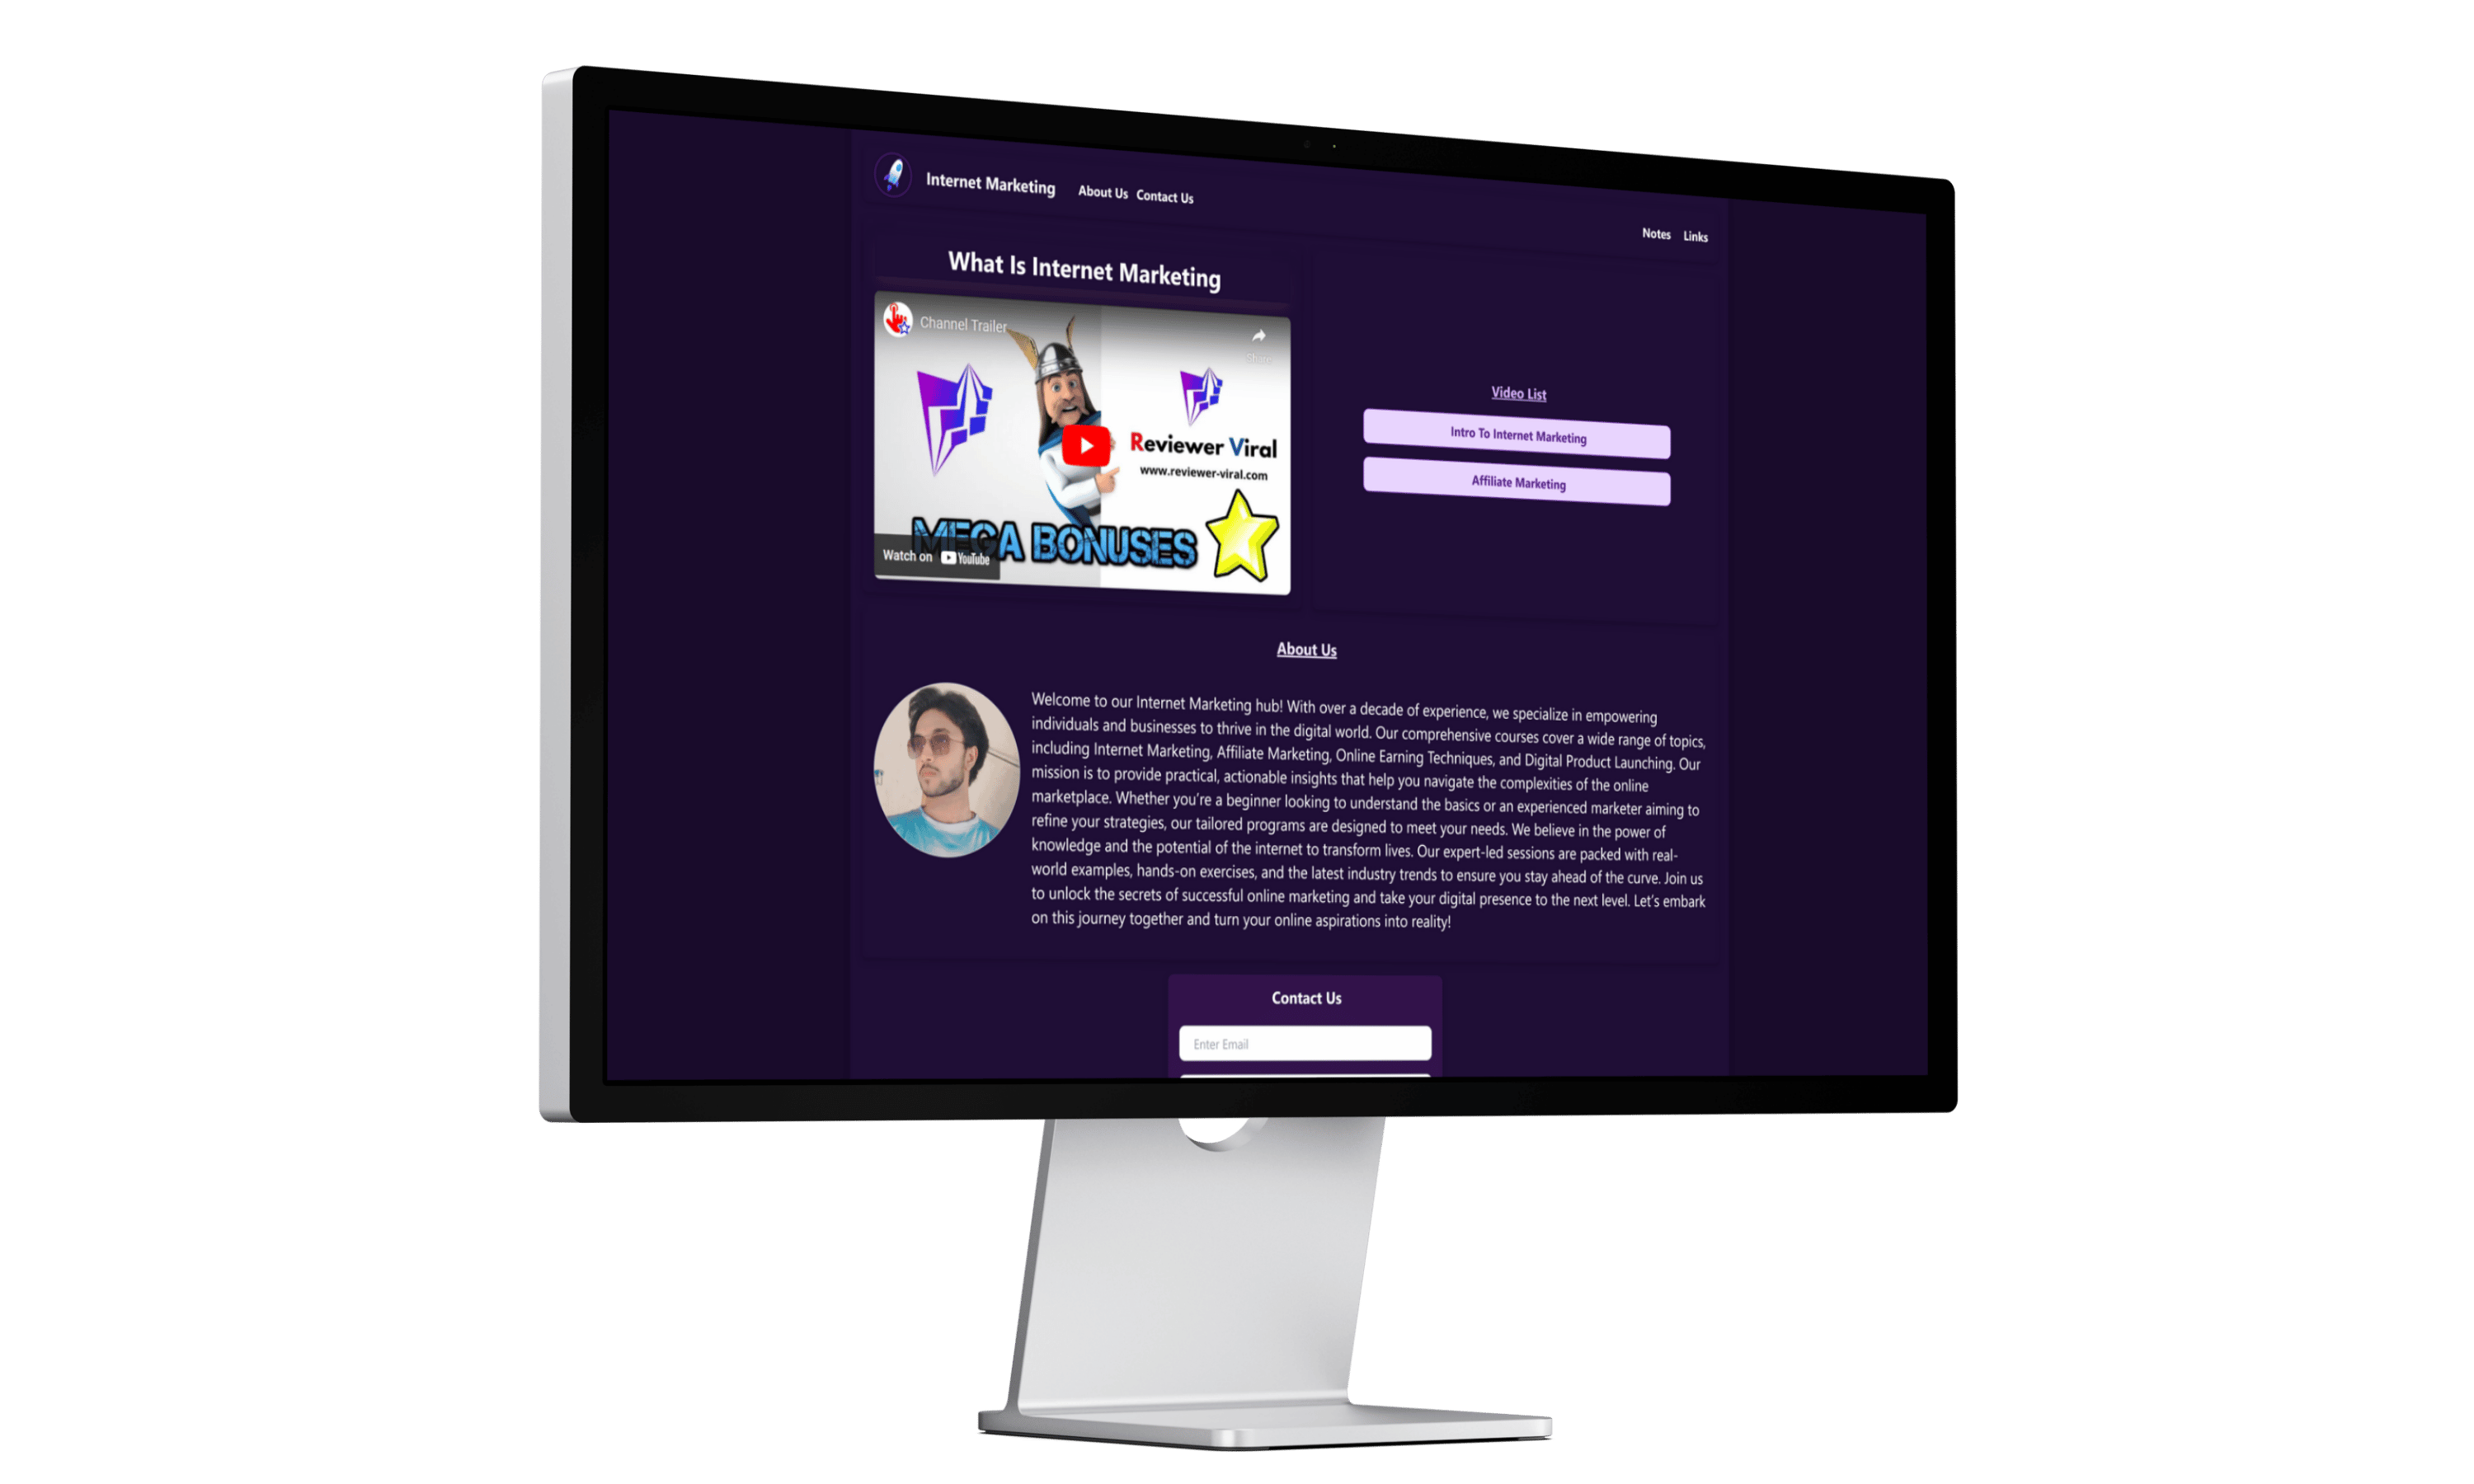 Internet Marketing
About Us
Contact Us
Notes
Links
What Is Internet Marketing
Channel Trailer
Share
Reviewer Viral
www.reviewer-viral.com
MEGA BONUSES
Watch on YouTube
Video List
Intro To Internet Marketing
Affiliate Marketing
About Us
Welcome to our Internet Marketing hub! With over a decade of experience, we specialize in empowering
individuals and businesses to thrive in the digital world. Our comprehensive courses cover a wide range of topics,
including Internet Marketing, Affiliate Marketing, Online Earning Techniques, and Digital Product Launching. Our
mission is to provide practical, actionable insights that help you navigate the complexities of the online
marketplace. Whether you're a beginner looking to understand the basics or an experienced marketer aiming to
refine your strategies, our tailored programs are designed to meet your needs. We believe in the power of
knowledge and the potential of the internet to transform lives. Our expert-led sessions are packed with real-
world examples, hands-on exercises, and the latest industry trends to ensure you stay ahead of the curve. Join us
to unlock the secrets of successful online marketing and take your digital presence to the next level. Let's embark
on this journey together and turn your online aspirations into reality!
Contact Us
Enter Email